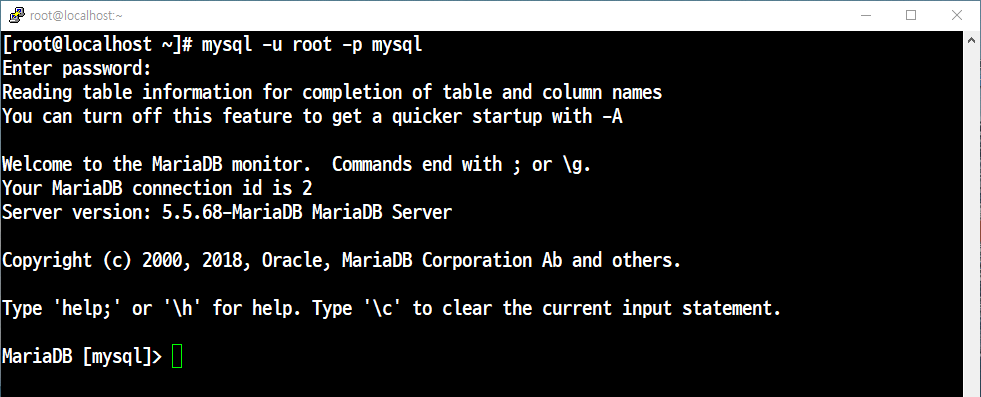 root@localhost:~
[root@localhost ~]# mysql -u root -p mysql
Enter password:
Reading table information for completion of table and column names
You can turn off this feature to get a quicker startup with -A
Welcome to the MariaDB monitor.  Commands end with ; or \g.
Your MariaDB connection id is 2
Server version: 5.5.68-MariaDB MariaDB Server
Copyright (c) 2000, 2018, Oracle, MariaDB Corporation Ab and others.
Type 'help;' or '\h' for help. Type '\c' to clear the current input statement.
MariaDB [mysql]>